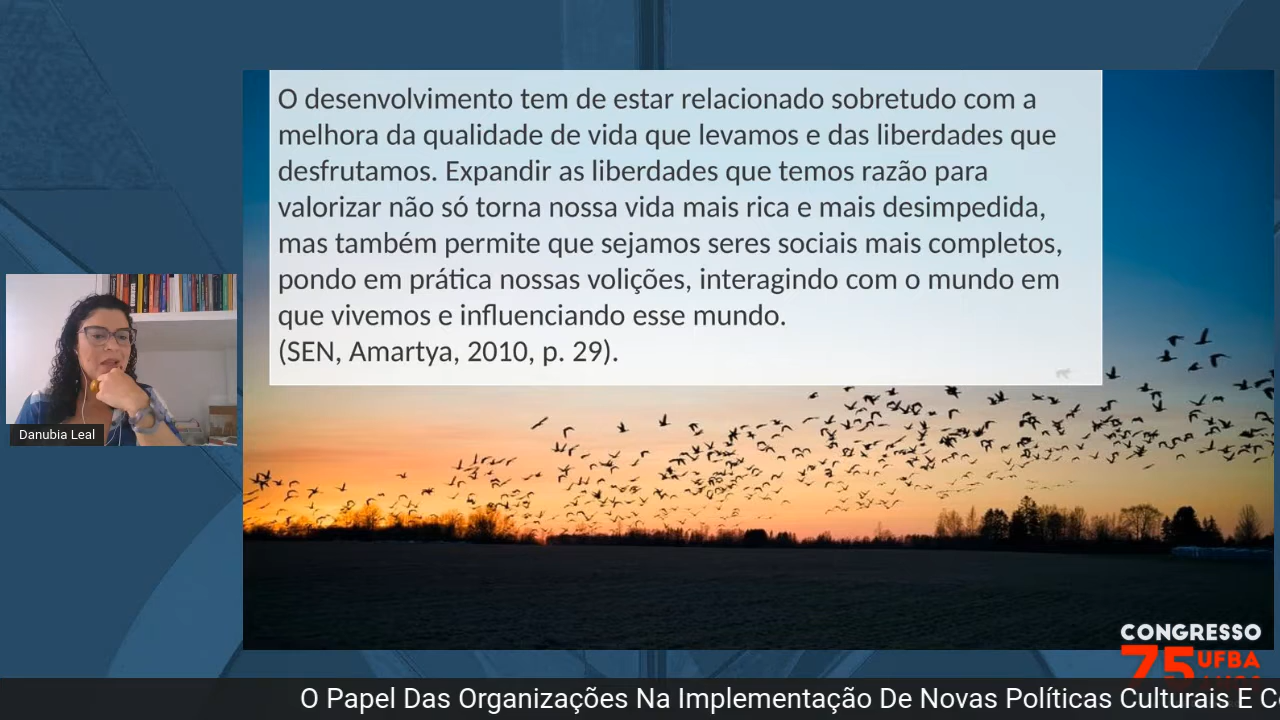 O desenvolvimento tem de estar relacionado sobretudo com a
melhora da qualidade de vida que levamos e das liberdades que
desfrutamos. Expandir as liberdades que temos razão para
valorizar não só torna nossa vida mais rica e mais desimpedida,
mas também permite que sejamos seres sociais mais completos,
pondo em prática nossas volições, interagindo com o mundo em
que vivemos e influenciando esse mundo.
(SEN, Amartya, 2010, p. 29).
Danubia Leal
CONGRESSO
75 UFBA
O Papel Das Organizações Na Implementação De Novas Políticas Culturais E C